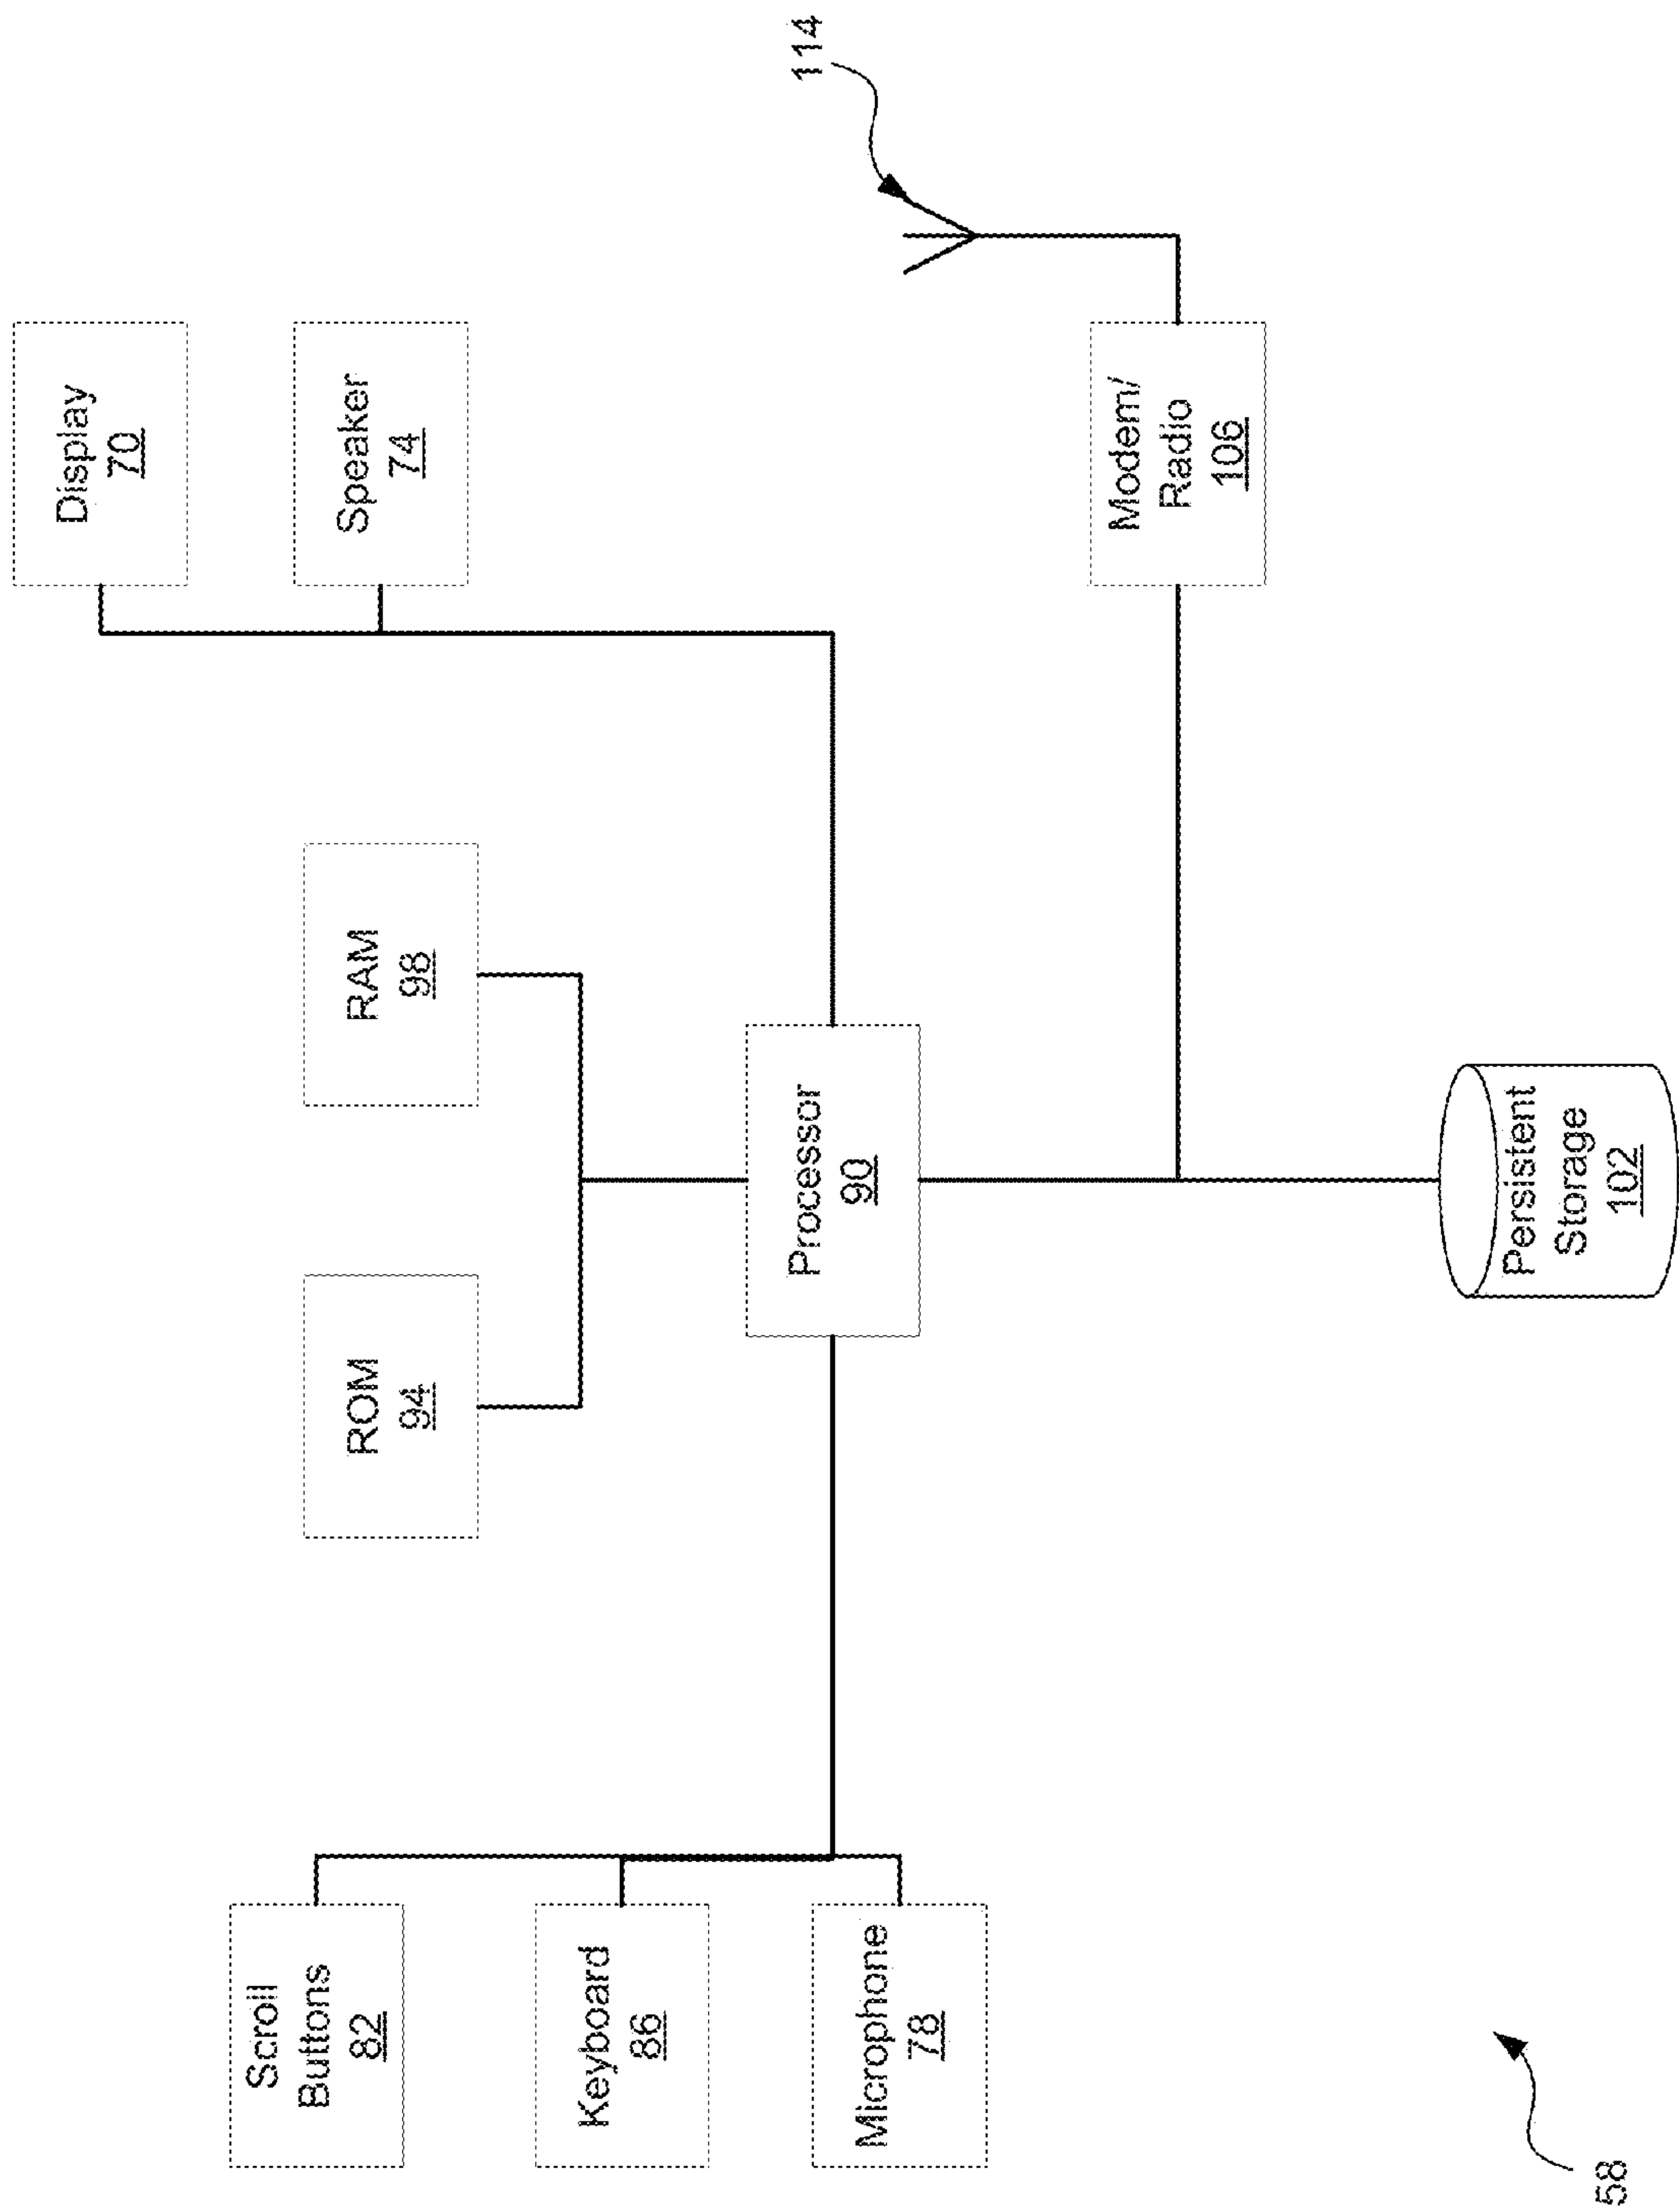 Scroll
Buttons
82
Keyboard
86
Microphone
78
ROM
94
RAM
98
Processor
90
Persistent
Storage
102
Display
70
Speaker
74
Modem/
Radio
106
114
58